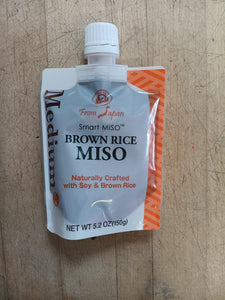 From Japan
Smart MISO™
BROWN RICE
MISO
Naturally Crafted
with Soy & Brown Rice
NET WT 5.2 OZ(150g)
Medium